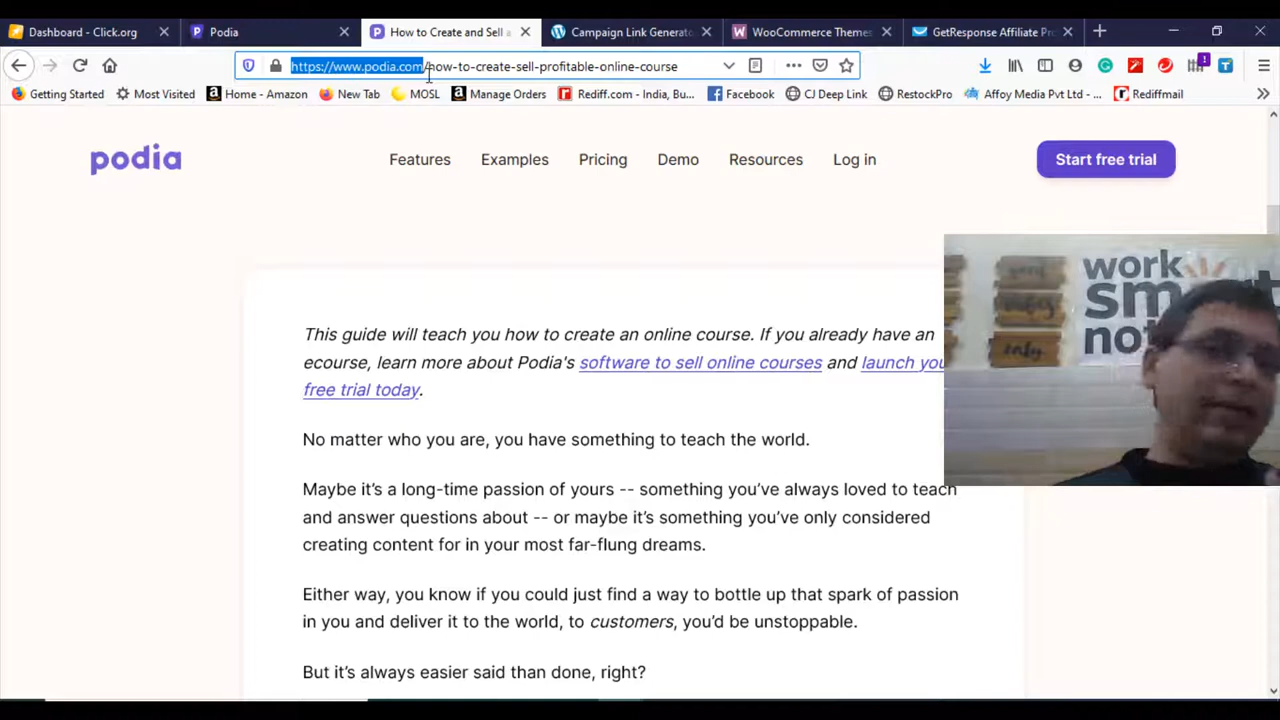 Dashboard - Click.org
Podia
How to Create and Sell a
Campaign Link Generato
WooCommerce Themes
GetResponse Affiliate Pr
https://www.podia.com/how-to-create-sell-profitable-online-course
Getting Started
Most Visited
Home - Amazon
New Tab
MOSL
Manage Orders
Rediff.com - India, Bu...
Facebook
CJ Deep Link
RestockPro
Affoy Media Pvt Ltd - ...
Rediffmail
podia
Features
Examples
Pricing
Demo
Resources
Log in
Start free trial
This guide will teach you how to create an online course. If you already have an
ecourse, learn more about Podia's software to sell online courses and launch you
free trial today.
No matter who you are, you have something to teach the world.
Maybe it's a long-time passion of yours -- something you've always loved to teach
and answer questions about -- or maybe it's something you've only considered
creating content for in your most far-flung dreams.
Either way, you know if you could just find a way to bottle up that spark of passion
in you and deliver it to the world, to customers, you'd be unstoppable.
But it's always easier said than done, right?
work
sm
not